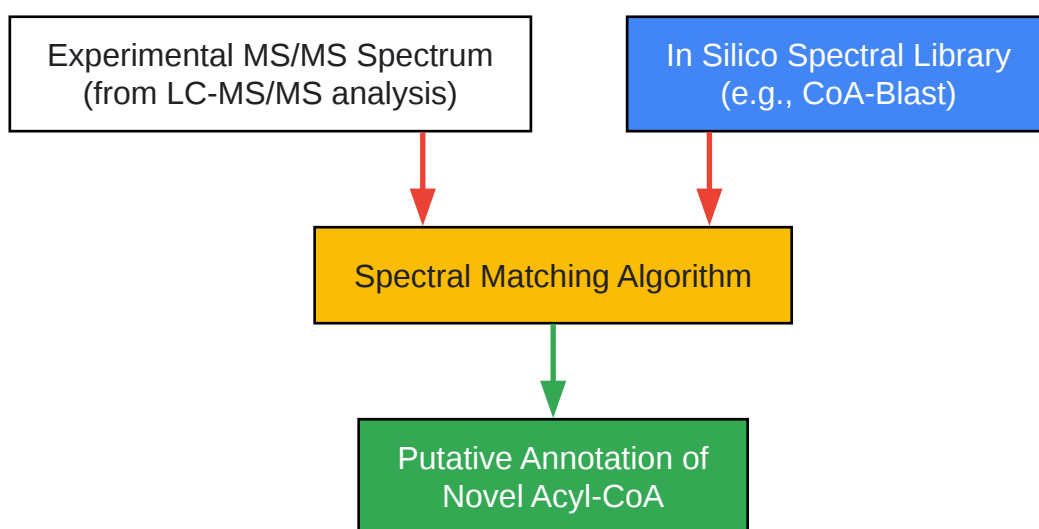 Experimental MS/MS Spectrum
(from LC-MS/MS analysis)
In Silico Spectral Library
(e.g., CoA-Blast)
Spectral Matching Algorithm
Putative Annotation of
Novel Acyl-CoA